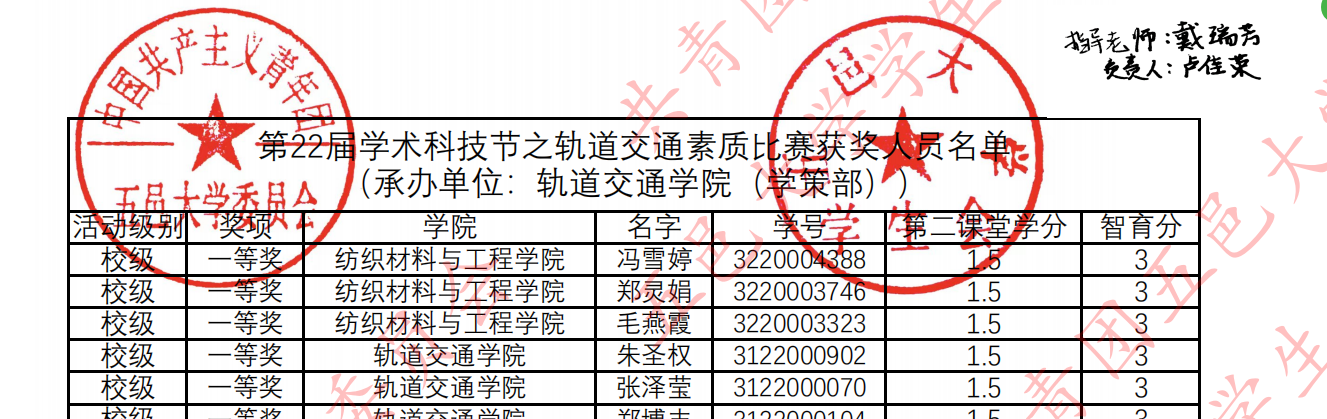 指导老师:戴瑞芳
负责人:卢佳荣
中国共产主义青年团
五邑大学委员会
五邑大学
学生会
第22届学术科技节之轨道交通素质比赛获奖人员名单
(承办单位:轨道交通学院(学策部))
活动级别 奖项 学院 名字 学号 第二课堂学分 智育分
校级 一等奖 纺织材料与工程学院 冯雪婷 3220004388 1.5 3
校级 一等奖 纺织材料与工程学院 郑灵娟 3220003746 1.5 3
校级 一等奖 纺织材料与工程学院 毛燕霞 3220003323 1.5 3
校级 一等奖 轨道交通学院 朱圣权 3122000902 1.5 3
校级 一等奖 轨道交通学院 张泽莹 3122000070 1.5 3
校级 一等奖 轨道交通学院 3122000104 1.5 3